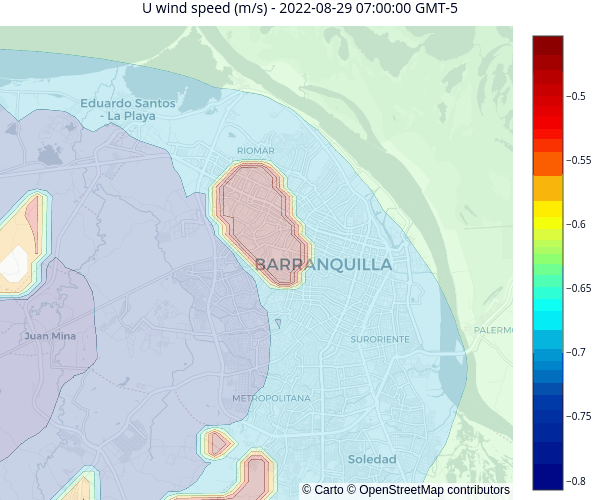 U wind speed (m/s) - 2022-08-29 07:00:00 GMT-5
Eduardo Santos
- La Playa
RIOMAR
BARRANQUILLA
Juan Mina
SURORIENTE
PALERMO
METROPOLITANA
Soledad
© Carto © OpenStreetMap contributors
−0.5
−0.55
−0.6
−0.65
−0.7
−0.75
−0.8